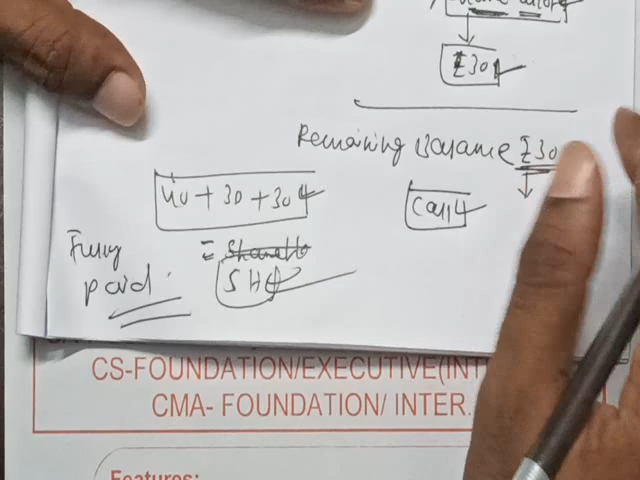 ₹30
Remaining Balance ₹30
40 + 30 + 30
Call
= SH
Fully
paid.
CS-FOUNDATION/EXECUTIVE(INT
CMA- FOUNDATION/ INTER.
Features: